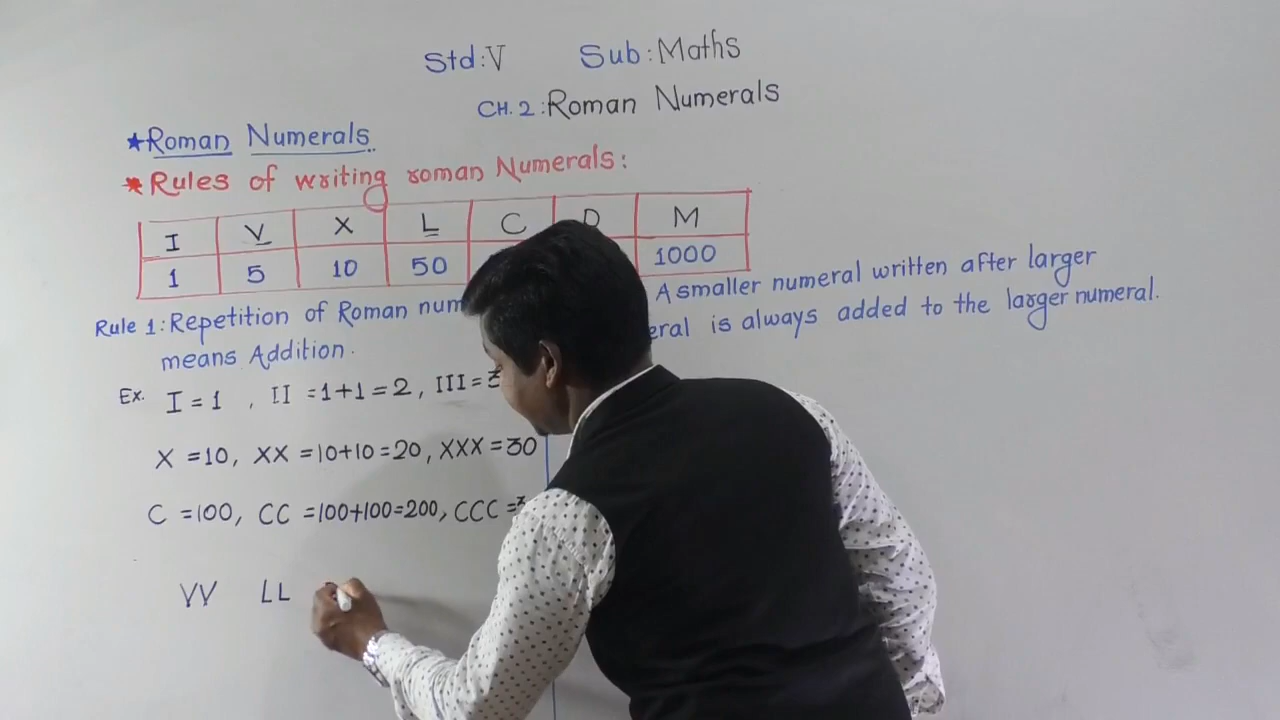 Std:V Sub:Maths
CH.2:Roman Numerals
★Roman Numerals
★Rules of writing roman Numerals:
I V X L C D M
1 5 10 50 1000
Rule 1:Repetition of Roman
means Addition.
A smaller numeral written after larger
is always added to the larger numeral.
Ex. I = 1 , II = 1+1 = 2, III =
X = 10, XX = 10+10 = 20, XXX = 30
C = 100, CC = 100+100 = 200, CCC =
VV LL